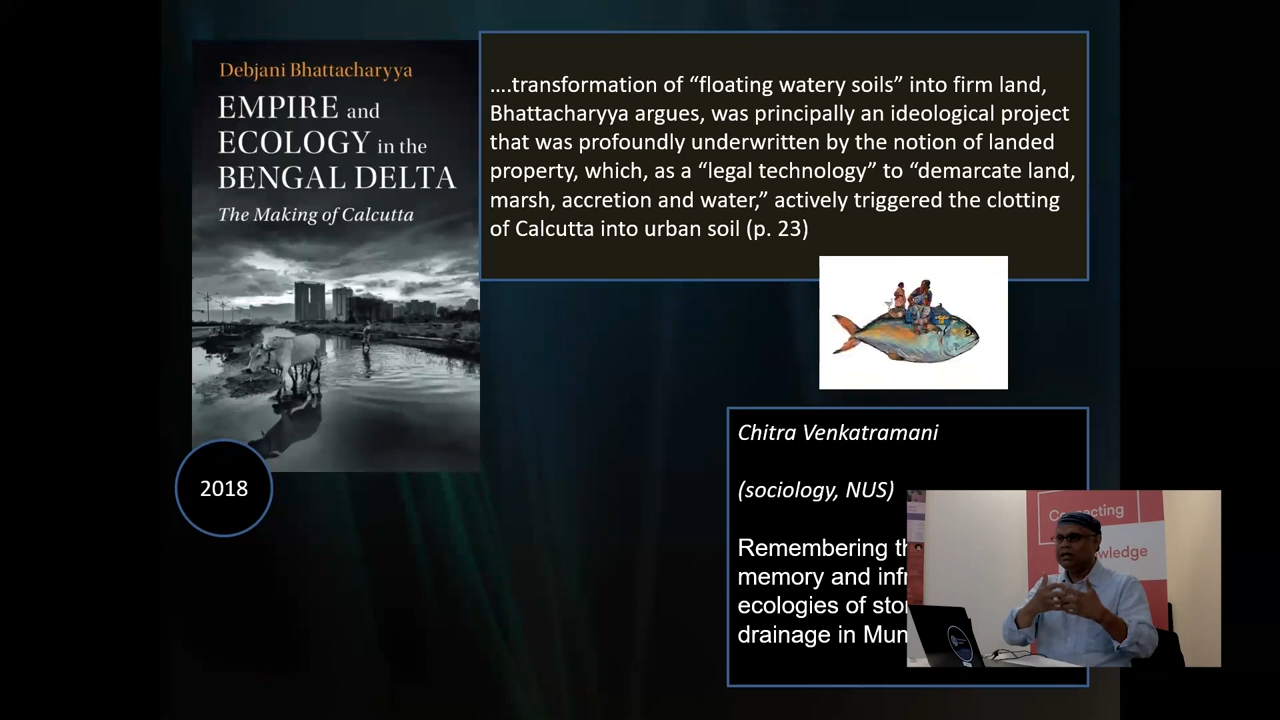 Debjani Bhattacharyya
EMPIRE and
ECOLOGY in the
BENGAL DELTA
The Making of Calcutta
2018
....transformation of “floating watery soils” into firm land,
Bhattacharyya argues, was principally an ideological project
that was profoundly underwritten by the notion of landed
property, which, as a “legal technology” to “demarcate land,
marsh, accretion and water,” actively triggered the clotting
of Calcutta into urban soil (p. 23)
Chitra Venkatramani
(sociology, NUS)
Remembering
memory and
ecologies of
drainage in